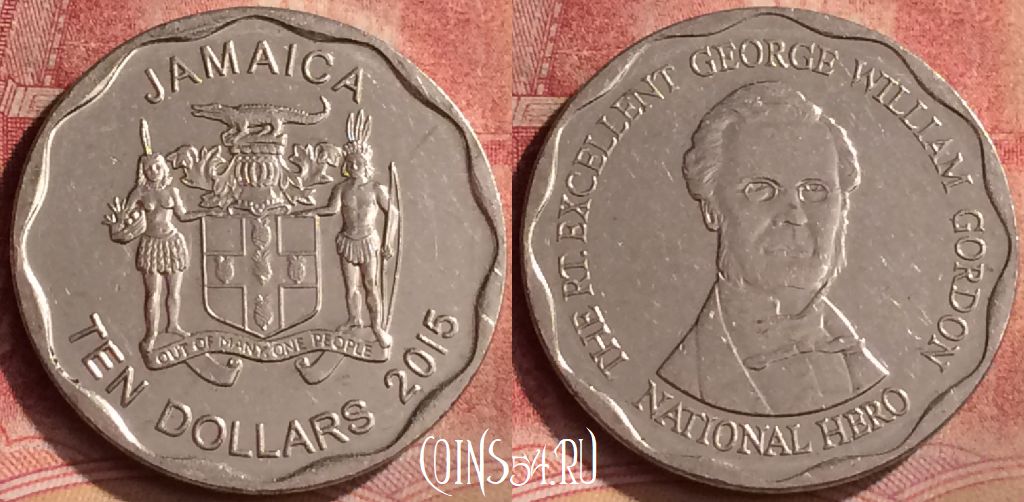 JAMAICA
OUT OF MANY ONE PEOPLE
TEN DOLLARS 2015
THE RT. EXCELLENT GEORGE WILLIAM GORDON
NATIONAL HERO
COINS54.RU